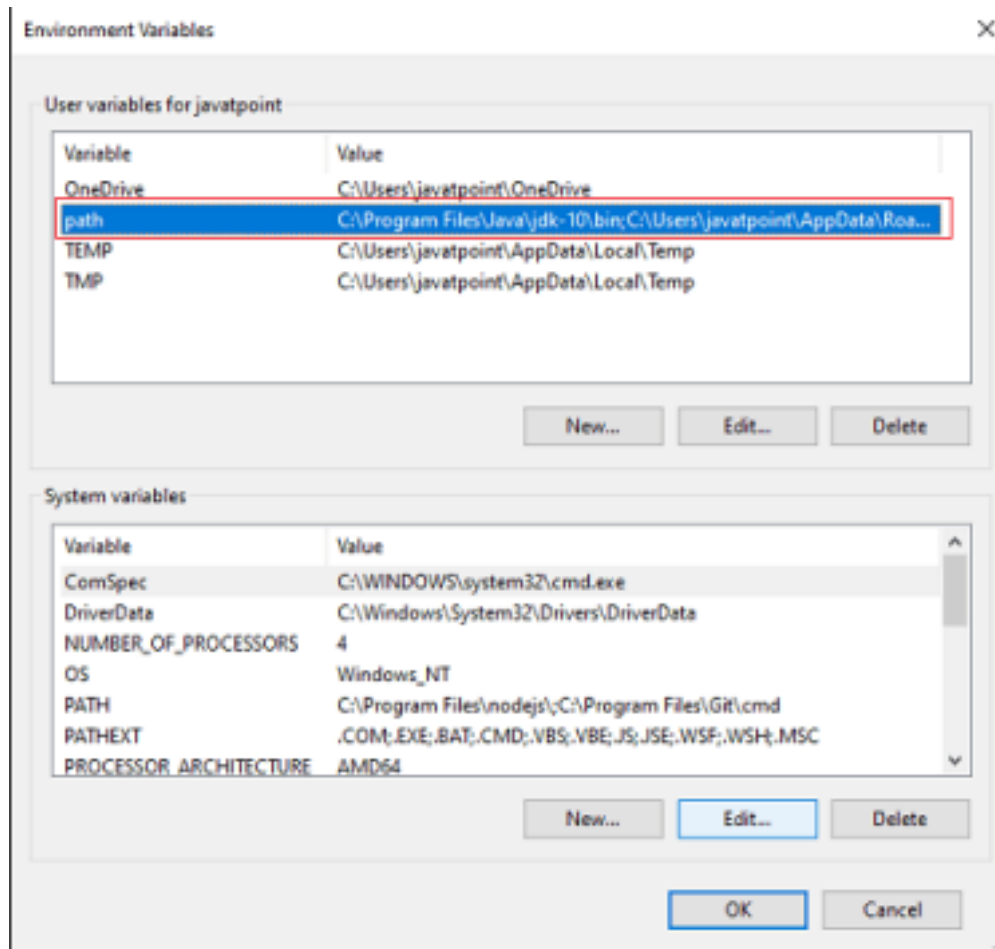 Environment Variables
User variables for javatpoint
Variable Value
OneDrive C:\Users\javatpoint\OneDrive
path C:\Program Files\Java\jdk-10\bin;C:\Users\javatpoint\AppData\Roa...
TEMP C:\Users\javatpoint\AppData\Local\Temp
TMP C:\Users\javatpoint\AppData\Local\Temp
New... Edit... Delete
System variables
Variable Value
ComSpec C:\WINDOWS\system32\cmd.exe
DriverData C:\Windows\System32\Drivers\DriverData
NUMBER_OF_PROCESSORS 4
OS Windows_NT
PATH C:\Program Files\nodejs\;C:\Program Files\Git\cmd
PATHEXT .COM;.EXE;.BAT;.CMD;.VBS;.VBE;.JS;.JSE;.WSF;.WSH;.MSC
PROCESSOR_ARCHITECTURE AMD64
New... Edit... Delete
OK Cancel